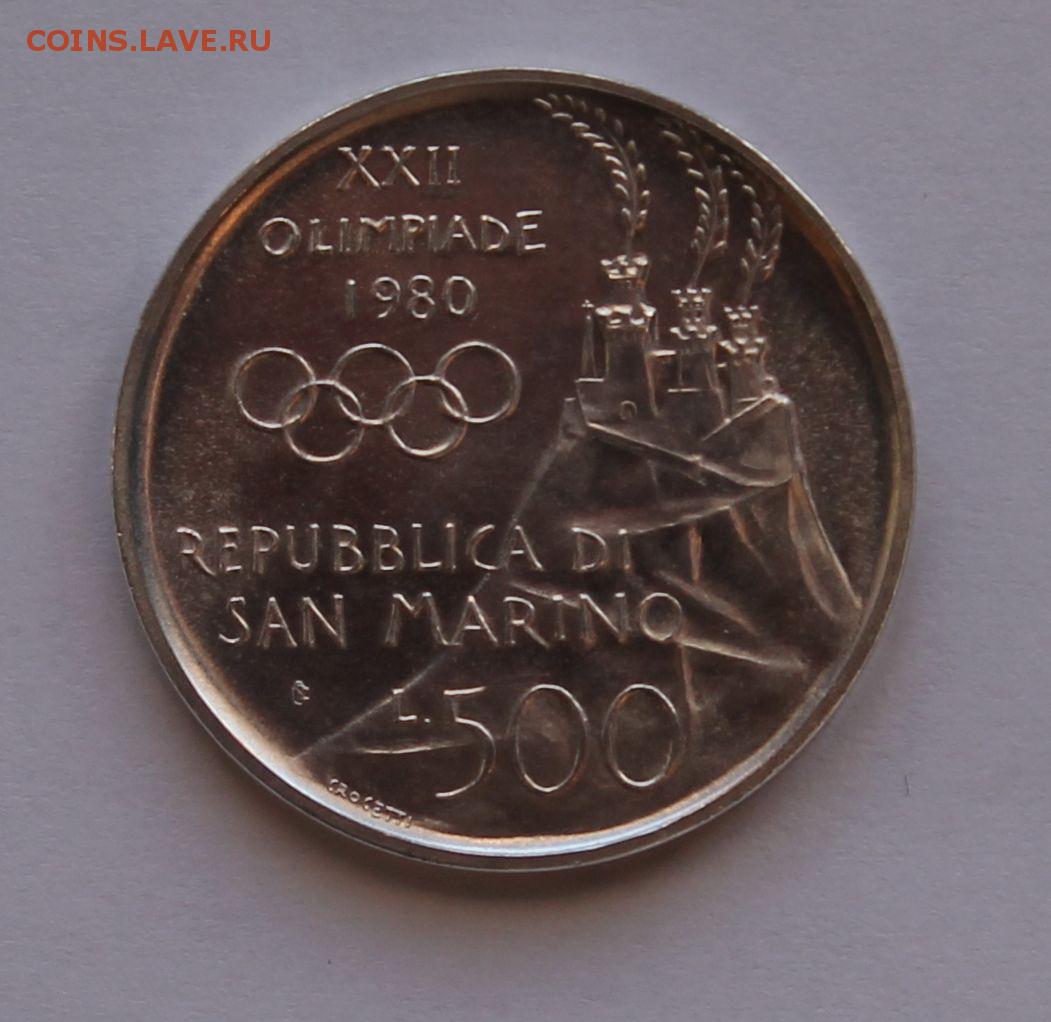 COINS.LAVE.RU
XXII
OLIMPIADE
1980
REPUBBLICA DI
SAN MARINO
L.500
CROCETTI